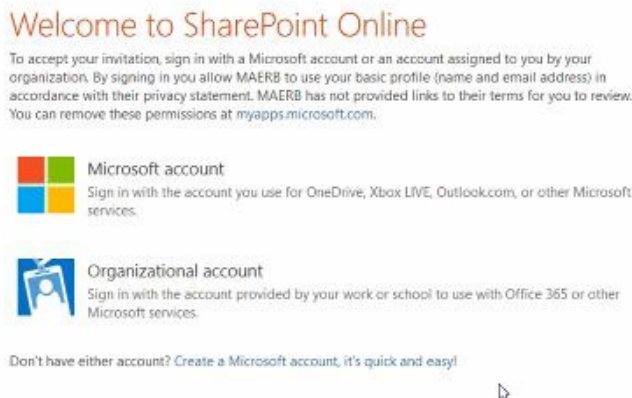 Welcome to SharePoint Online
To accept your invitation, sign in with a Microsoft account or an account assigned to you by your
organization. By signing in you allow MAERB to use your basic profile (name and email address) in
accordance with their privacy statement. MAERB has not provided links to their terms for you to review.
You can remove these permissions at myapps.microsoft.com.
Microsoft account
Sign in with the account you use for OneDrive, Xbox LIVE, Outlook.com, or other Microsoft
services.
Organizational account
Sign in with the account provided by your work or school to use with Office 365 or other
Microsoft services.
Don't have either account? Create a Microsoft account, it's quick and easy!